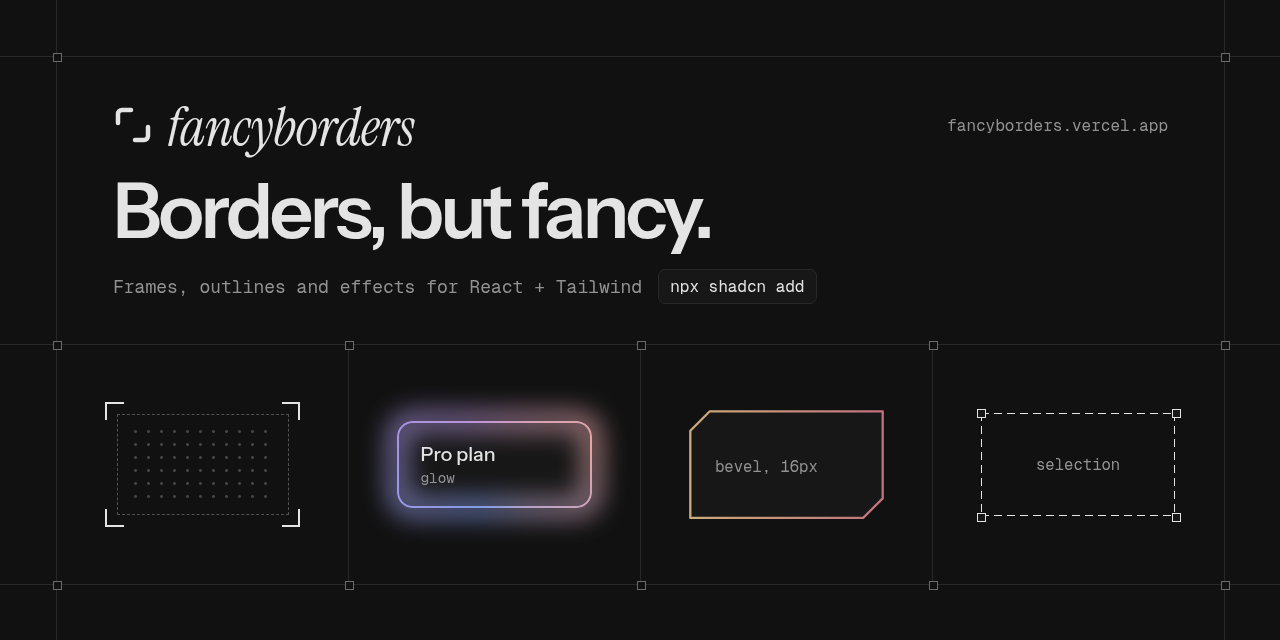 fancyborders
fancyborders.vercel.app
Borders, but fancy.
Frames, outlines and effects for React + Tailwind
npx shadcn add
Pro plan
glow
bevel, 16px
selection